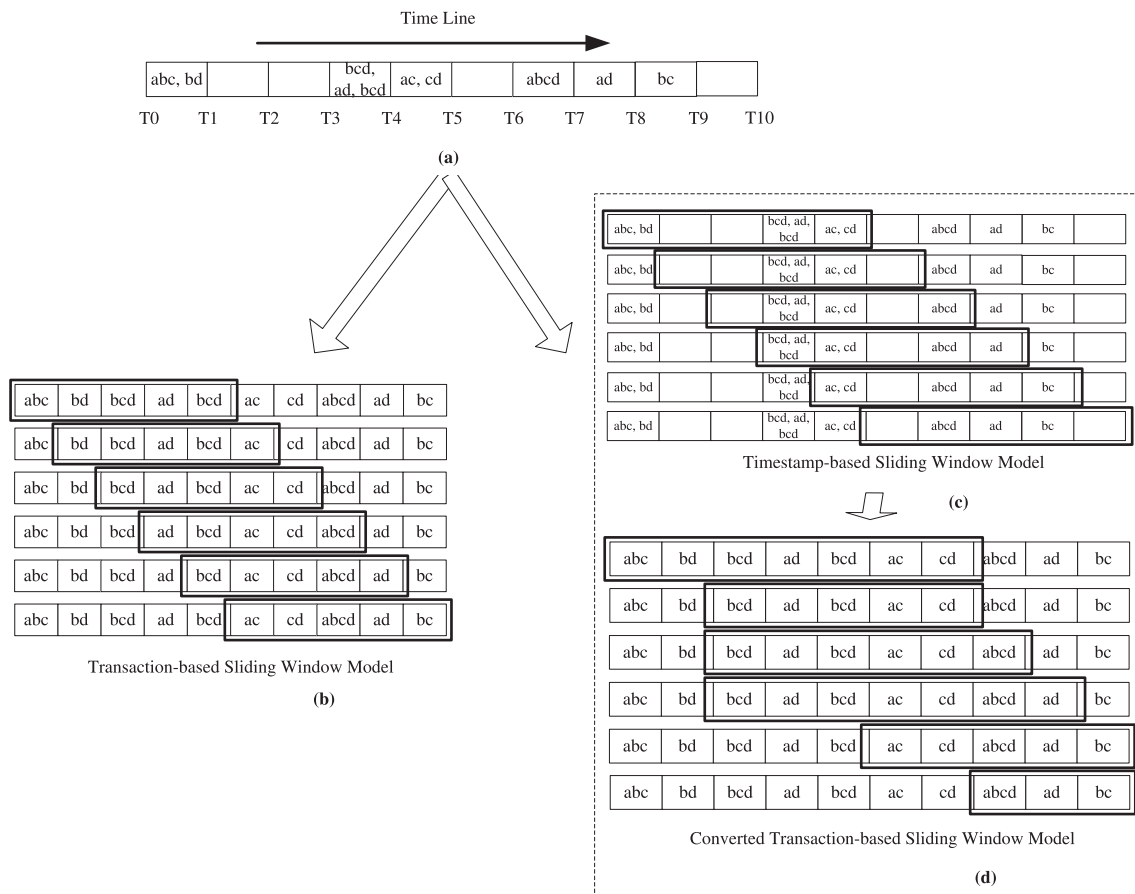 Time Line
abc, bd bcd, ad, bcd ac, cd abcd ad bc
T0 T1 T2 T3 T4 T5 T6 T7 T8 T9 T10
(a)
abc bd bcd ad bcd ac cd abcd ad bc
abc bd bcd ad bcd ac cd abcd ad bc
abc bd bcd ad bcd ac cd abcd ad bc
abc bd bcd ad bcd ac cd abcd ad bc
abc bd bcd ad bcd ac cd abcd ad bc
abc bd bcd ad bcd ac cd abcd ad bc
Transaction-based Sliding Window Model
(b)
abc, bd bcd, ad, bcd ac, cd abcd ad bc
abc, bd bcd, ad, bcd ac, cd abcd ad bc
abc, bd bcd, ad, bcd ac, cd abcd ad bc
abc, bd bcd, ad, bcd ac, cd abcd ad bc
abc, bd bcd, ad, bcd ac, cd abcd ad bc
abc, bd bcd, ad, bcd ac, cd abcd ad bc
Timestamp-based Sliding Window Model
(c)
abc bd bcd ad bcd ac cd abcd ad bc
abc bd bcd ad bcd ac cd abcd ad bc
abc bd bcd ad bcd ac cd abcd ad bc
abc bd bcd ad bcd ac cd abcd ad bc
abc bd bcd ad bcd ac cd abcd ad bc
abc bd bcd ad bcd ac cd abcd ad bc
Converted Transaction-based Sliding Window Model
(d)